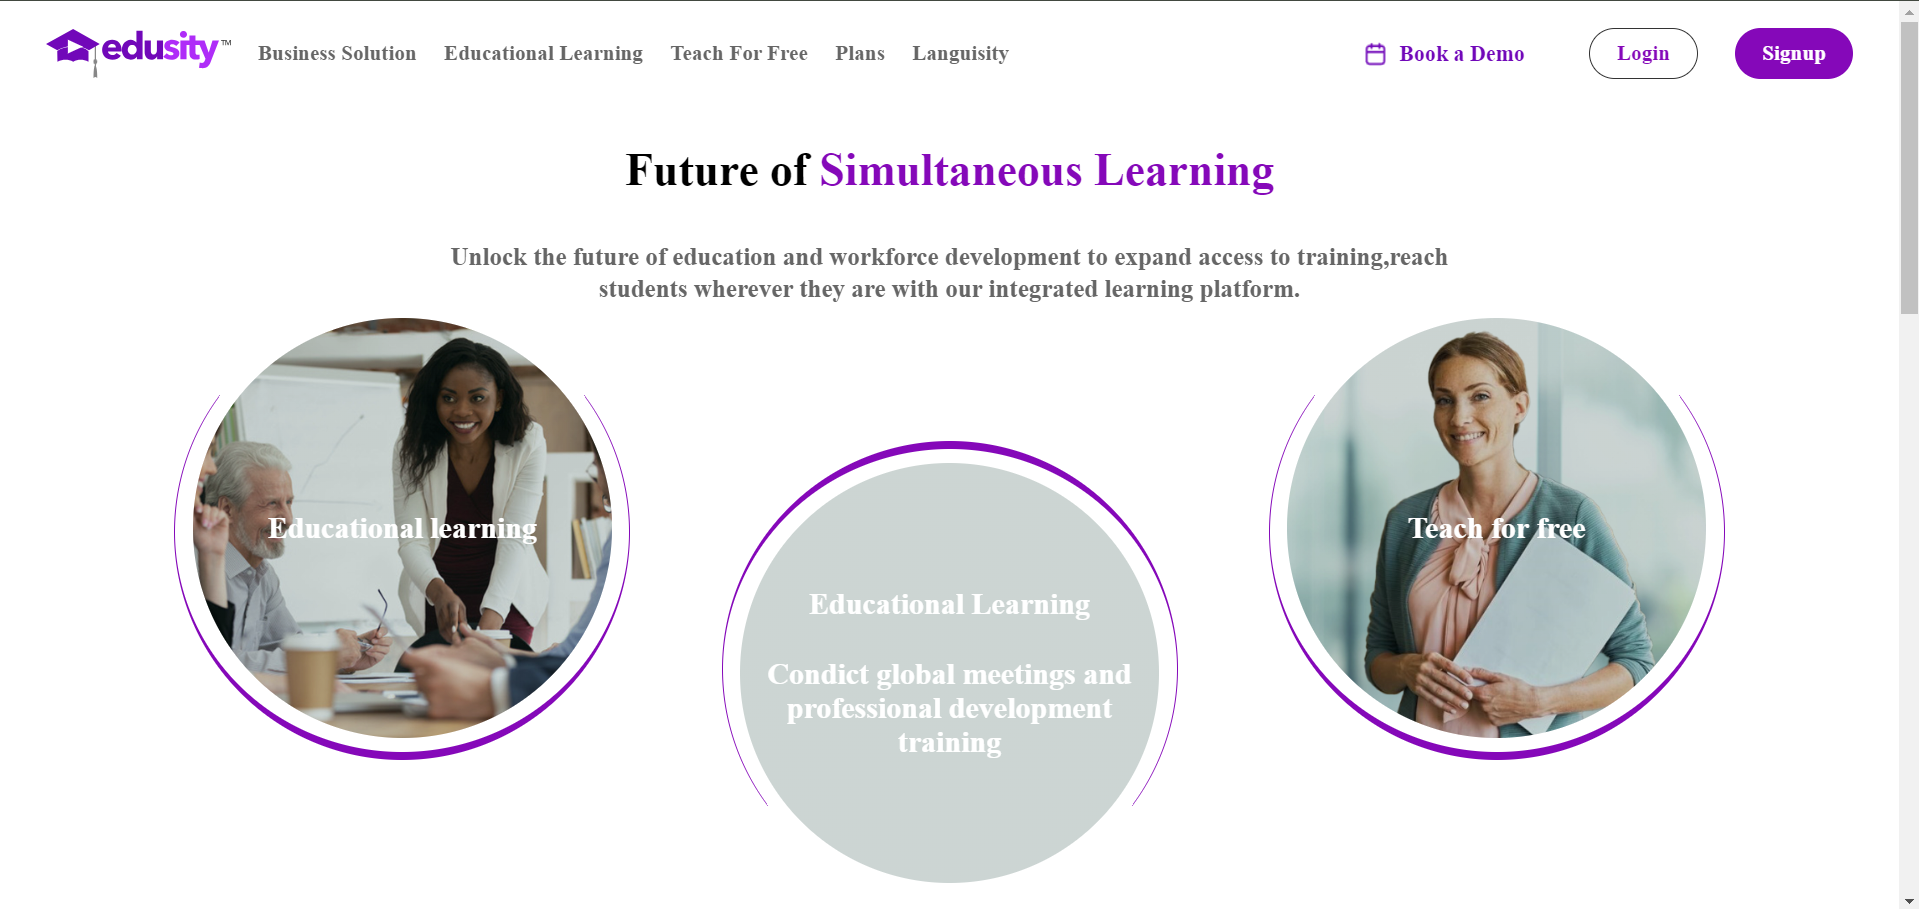 edusity™
Business Solution
Educational Learning
Teach For Free
Plans
Languisity
Book a Demo
Login
Signup
Future of Simultaneous Learning
Unlock the future of education and workforce development to expand access to training,reach
students wherever they are with our integrated learning platform.
Educational learning
Educational Learning
Condict global meetings and
professional development
training
Teach for free